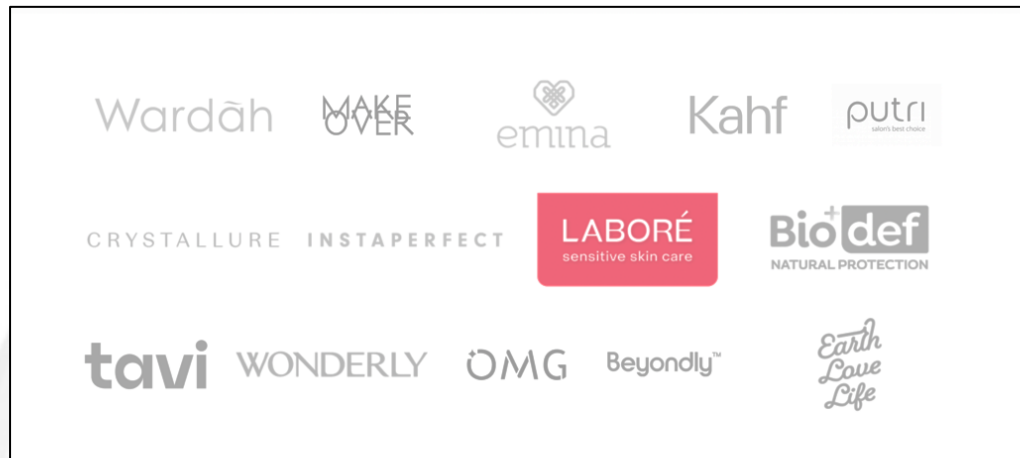 Wardãh
MAKE
OVER
emina
Kahf
putri
salon's best choice
CRYSTALLURE
INSTAPERFECT
LABORÉ
sensitive skin care
Bio+def
NATURAL PROTECTION
tavi
WONDERLY
OMG
Beyondly™
Earth
Love
Life